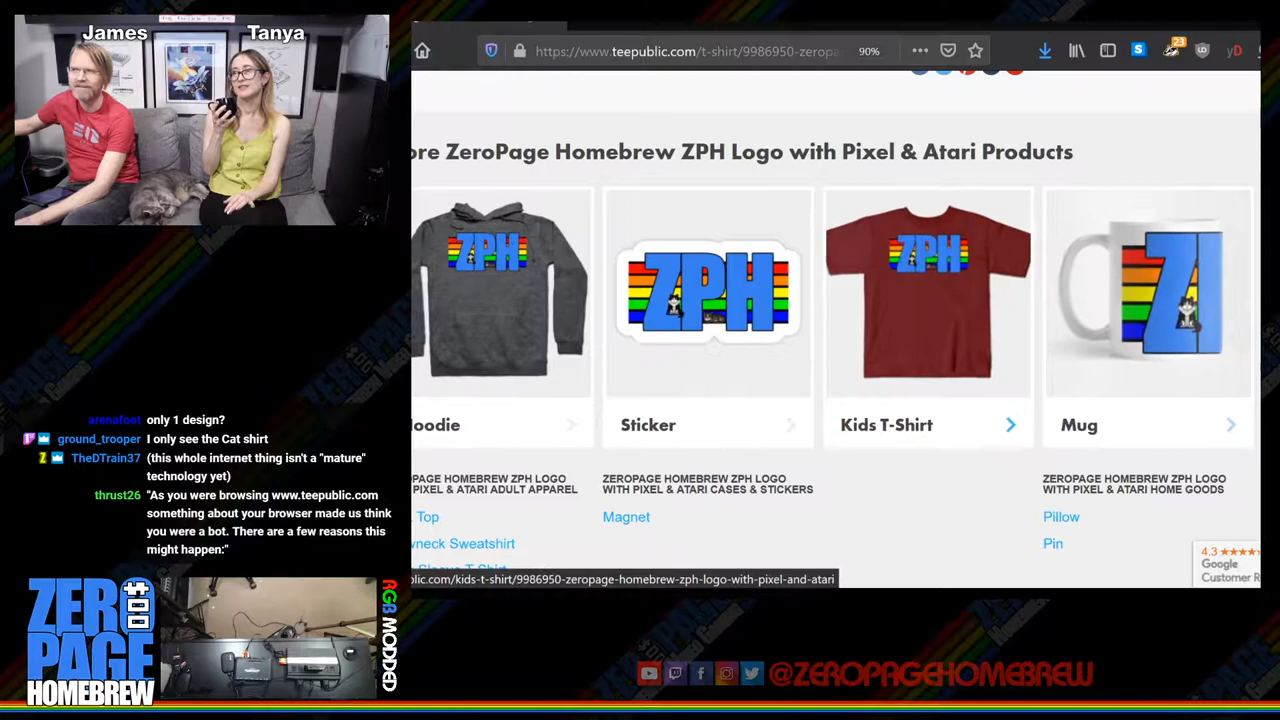 James
Tanya
https://www.teepublic.com/t-shirt/9986950-zeropa
90%
23
ore ZeroPage Homebrew ZPH Logo with Pixel & Atari Products
ZPH
ZPH
ZPH
oodie
Sticker
Kids T-Shirt
Mug
PAGE HOMEBREW ZPH LOGO
PIXEL & ATARI ADULT APPAREL
ZEROPAGE HOMEBREW ZPH LOGO
WITH PIXEL & ATARI CASES & STICKERS
ZEROPAGE HOMEBREW ZPH LOGO
WITH PIXEL & ATARI HOME GOODS
Top
wneck Sweatshirt
Magnet
Pillow
Pin
4.3
Google
Customer R
blic.com/kids-t-shirt/9986950-zeropage-homebrew-zph-logo-with-pixel-and-atari
arenafoot only 1 design?
ground_trooper I only see the Cat shirt
TheDTrain37 (this whole internet thing isn't a "mature"
technology yet)
thrust26 "As you were browsing www.teepublic.com
something about your browser made us think
you were a bot. There are a few reasons this
might happen:"
ZERO
PAGE
HOMEBREW
RGB MODDED
@ZEROPAGEHOMEBREW